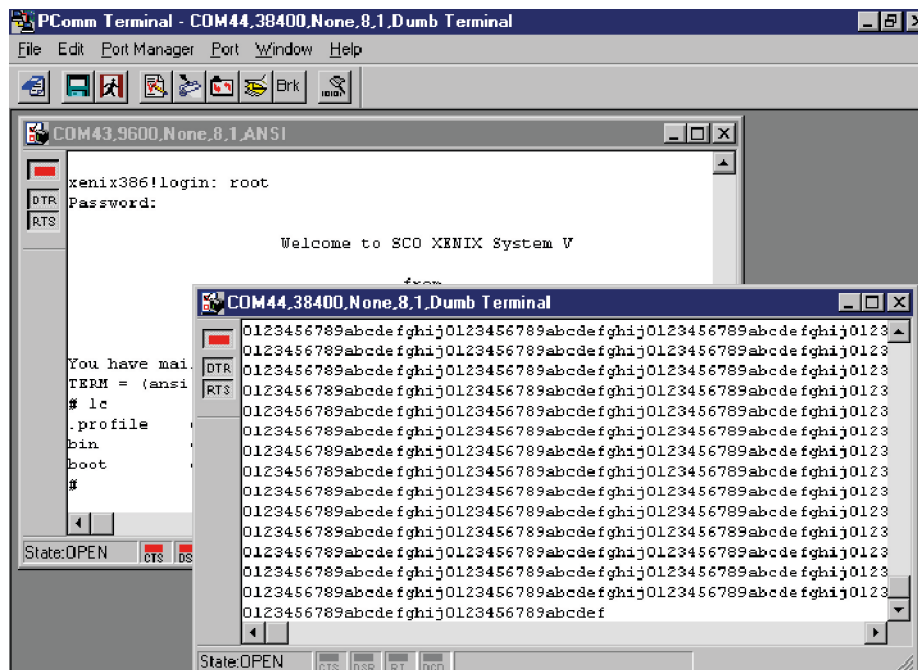 PComm Terminal - COM44,38400,None,8,1,Dumb Terminal
File Edit Port Manager Port Window Help
Brk
COM43,9600,None,8,1,ANSI
DTR
RTS
xenix386!login: root
Password:
Welcome to SCO XENIX System V
from
You have mai
TERM = (ansi
# lc
.profile
bin
boot
#
State:OPEN CTS
COM44,38400,None,8,1,Dumb Terminal
DTR
RTS
0123456789abcdefghij0123456789abcdefghij0123456789abcdefghij0123
0123456789abcdefghij0123456789abcdefghij0123456789abcdefghij0123
0123456789abcdefghij0123456789abcdefghij0123456789abcdefghij0123
0123456789abcdefghij0123456789abcdefghij0123456789abcdefghij0123
0123456789abcdefghij0123456789abcdefghij0123456789abcdefghij0123
0123456789abcdefghij0123456789abcdefghij0123456789abcdefghij0123
0123456789abcdefghij0123456789abcdefghij0123456789abcdefghij0123
0123456789abcdefghij0123456789abcdefghij0123456789abcdefghij0123
0123456789abcdefghij0123456789abcdefghij0123456789abcdefghij0123
0123456789abcdefghij0123456789abcdefghij0123456789abcdefghij0123
0123456789abcdefghij0123456789abcdefghij0123456789abcdefghij0123
0123456789abcdefghij0123456789abcdefghij0123456789abcdefghij0123
0123456789abcdefghij0123456789abcdefghij0123456789abcdefghij0123
0123456789abcdefghij0123456789abcdefghij0123456789abcdefghij0123
0123456789abcdefghij0123456789abcdef
State:OPEN CTS DSR RI DCD